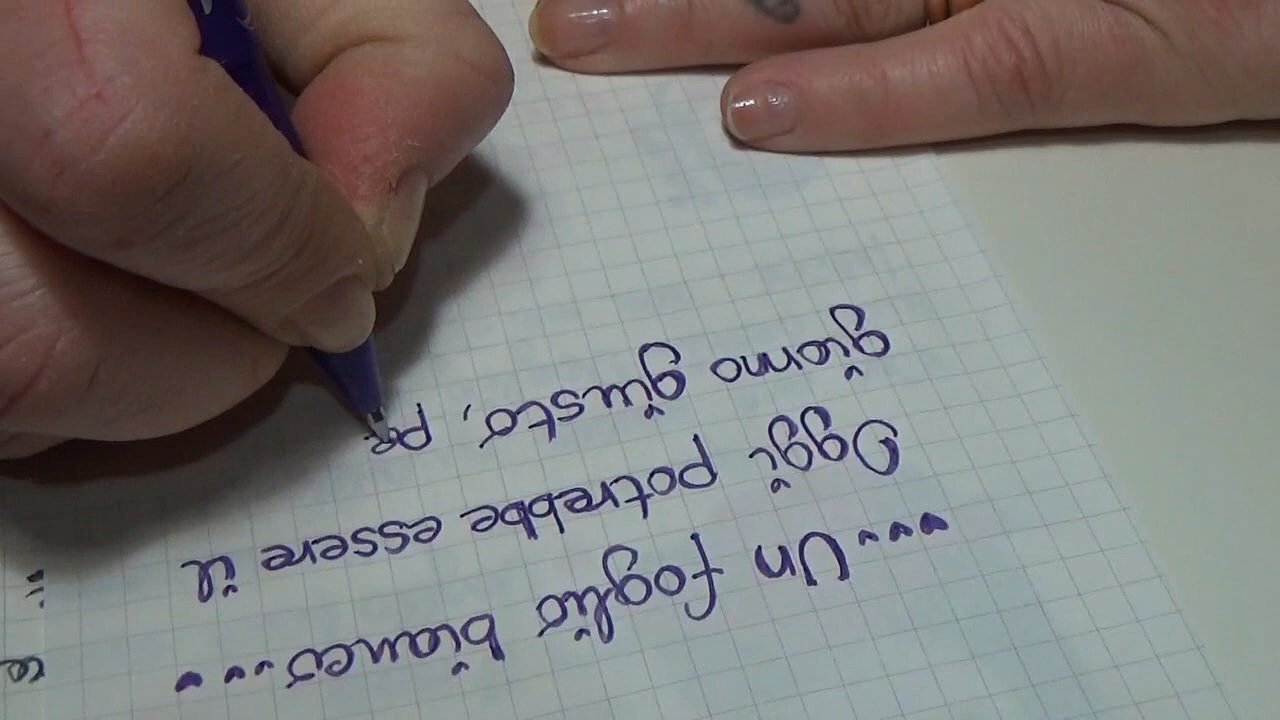 ...Un foglio bianco...
Oggi potrebbe essere il
giorno giusto, pe